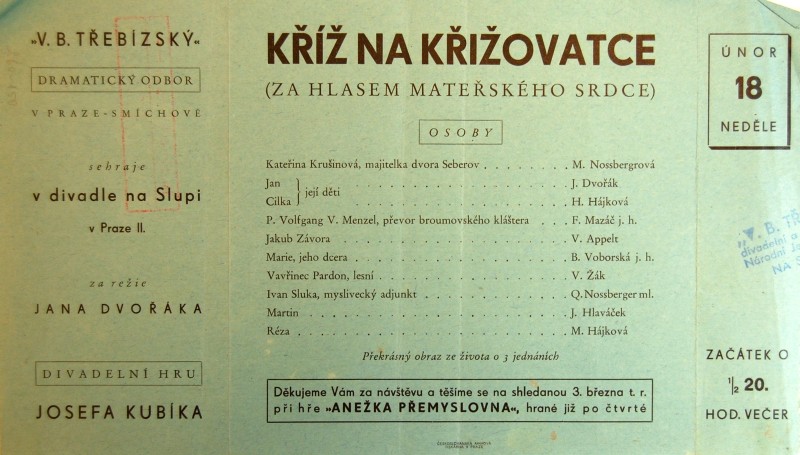 »V. B. TŘEBÍZSKÝ«
DRAMATICKÝ ODBOR
V PRAZE-SMÍCHOVĚ
sehraje
v divadle na Slupi
v Praze II.
za režie
JANA DVOŘÁKA
DIVADELNÍ HRU
JOSEFA KUBÍKA
KŘÍŽ NA KŘIŽOVATCE
(ZA HLASEM MATEŘSKÉHO SRDCE)
OSOBY
Kateřina Krušinová, majitelka dvora Seberov . . . . . . . . M. Nossbergrová
Jan } její děti . . . . . . . . . . . . . . . J. Dvořák
Cilka } . . . . . . . . . . . . . . . H. Hájková
P. Volfgang V. Menzel, převor broumovského kláštera . . F. Mazáč j. h.
Jakub Závora . . . . . . . . . . . . . . . . . . V. Appelt
Marie, jeho dcera . . . . . . . . . . . . . . . . . B. Voborská j. h.
Vavřinec Pardon, lesní . . . . . . . . . . . . . . . V. Žák
Ivan Sluka, myslivecký adjunkt . . . . . . . . . . . . Q. Nossberger ml.
Martin . . . . . . . . . . . . . . . . . . . . J. Hlaváček
Réza . . . . . . . . . . . . . . . . . . . . M. Hájková
Překrásný obraz ze života o 3 jednáních
Děkujeme Vám za návštěvu a těšíme se na shledanou 3. března t. r.
při hře »ANEŽKA PŘEMYSLOVNA«, hrané již po čtvrté
ÚNOR
18
NEDĚLE
"V. B. TŘ
divadelní a
Národní
NA S
ZAČÁTEK O
½ 20.
HOD. VEČER